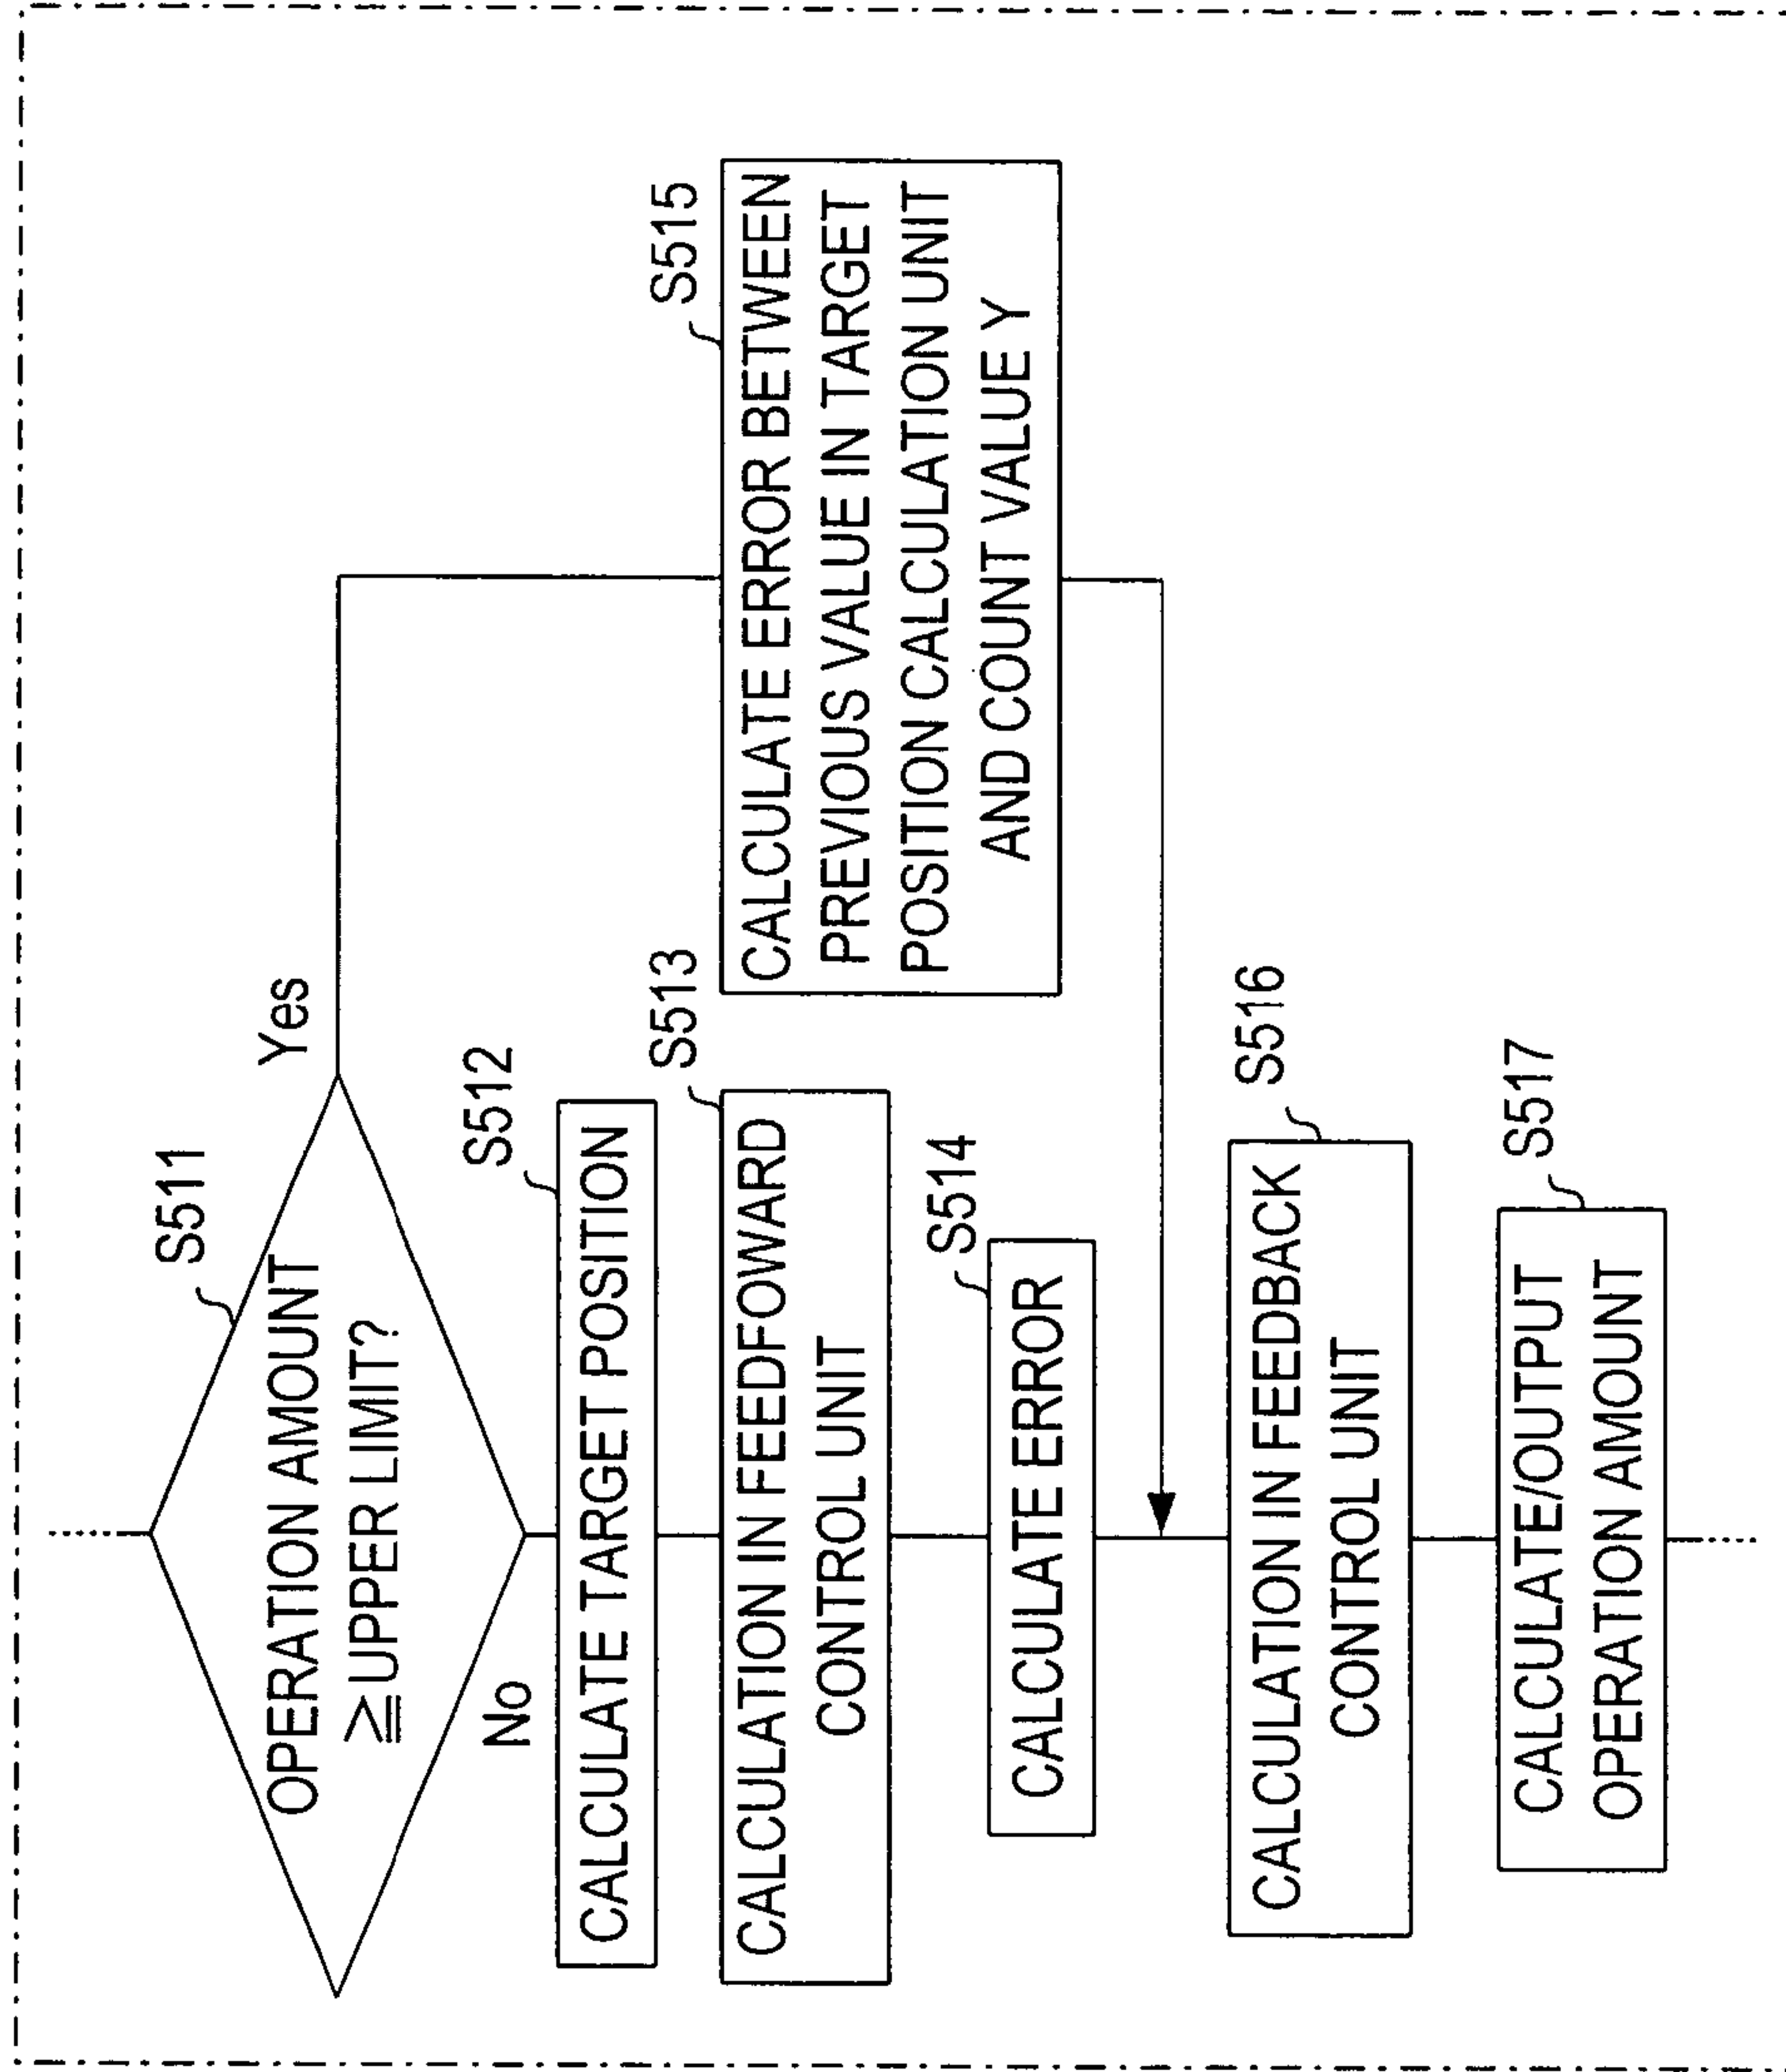 S511
OPERATION AMOUNT
≧UPPER LIMIT?
Yes
No
S512
CALCULATE TARGET POSITION
S513
CALCULATION IN FEEDFOWARD
CONTROL UNIT
S514
CALCULATE ERROR
S515
CALCULATE ERROR BETWEEN
PREVIOUS VALUE IN TARGET
POSITION CALCULATION UNIT
AND COUNT VALUE Y
S516
CALCULATION IN FEEDBACK
CONTROL UNIT
S517
CALCULATE/OUTPUT
OPERATION AMOUNT